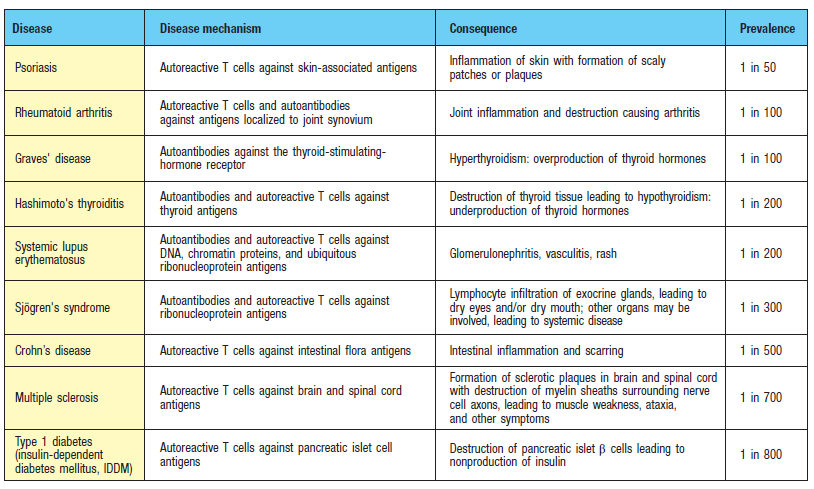 Disease Disease mechanism Consequence Prevalence
Psoriasis
Autoreactive T cells against skin-associated antigens
Inflammation of skin with formation of scaly
patches or plaques
1 in 50
Rheumatoid arthritis
Autoreactive T cells and autoantibodies
against antigens localized to joint synovium
Joint inflammation and destruction causing arthritis
1 in 100
Graves' disease
Autoantibodies against the thyroid-stimulating-
hormone receptor
Hyperthyroidism: overproduction of thyroid hormones
1 in 100
Hashimoto's thyroiditis
Autoantibodies and autoreactive T cells against
thyroid antigens
Destruction of thyroid tissue leading to hypothyroidism:
underproduction of thyroid hormones
1 in 200
Systemic lupus
erythematosus
Autoantibodies and autoreactive T cells against
DNA, chromatin proteins, and ubiquitous
ribonucleoprotein antigens
Glomerulonephritis, vasculitis, rash
1 in 200
Sjögren's syndrome
Autoantibodies and autoreactive T cells against
ribonucleoprotein antigens
Lymphocyte infiltration of exocrine glands, leading to
dry eyes and/or dry mouth; other organs may be
involved, leading to systemic disease
1 in 300
Crohn's disease
Autoreactive T cells against intestinal flora antigens
Intestinal inflammation and scarring
1 in 500
Multiple sclerosis
Autoreactive T cells against brain and spinal cord
antigens
Formation of sclerotic plaques in brain and spinal cord
with destruction of myelin sheaths surrounding nerve
cell axons, leading to muscle weakness, ataxia,
and other symptoms
1 in 700
Type 1 diabetes
(insulin-dependent
diabetes mellitus, IDDM)
Autoreactive T cells against pancreatic islet cell
antigens
Destruction of pancreatic islet β cells leading to
nonproduction of insulin
1 in 800